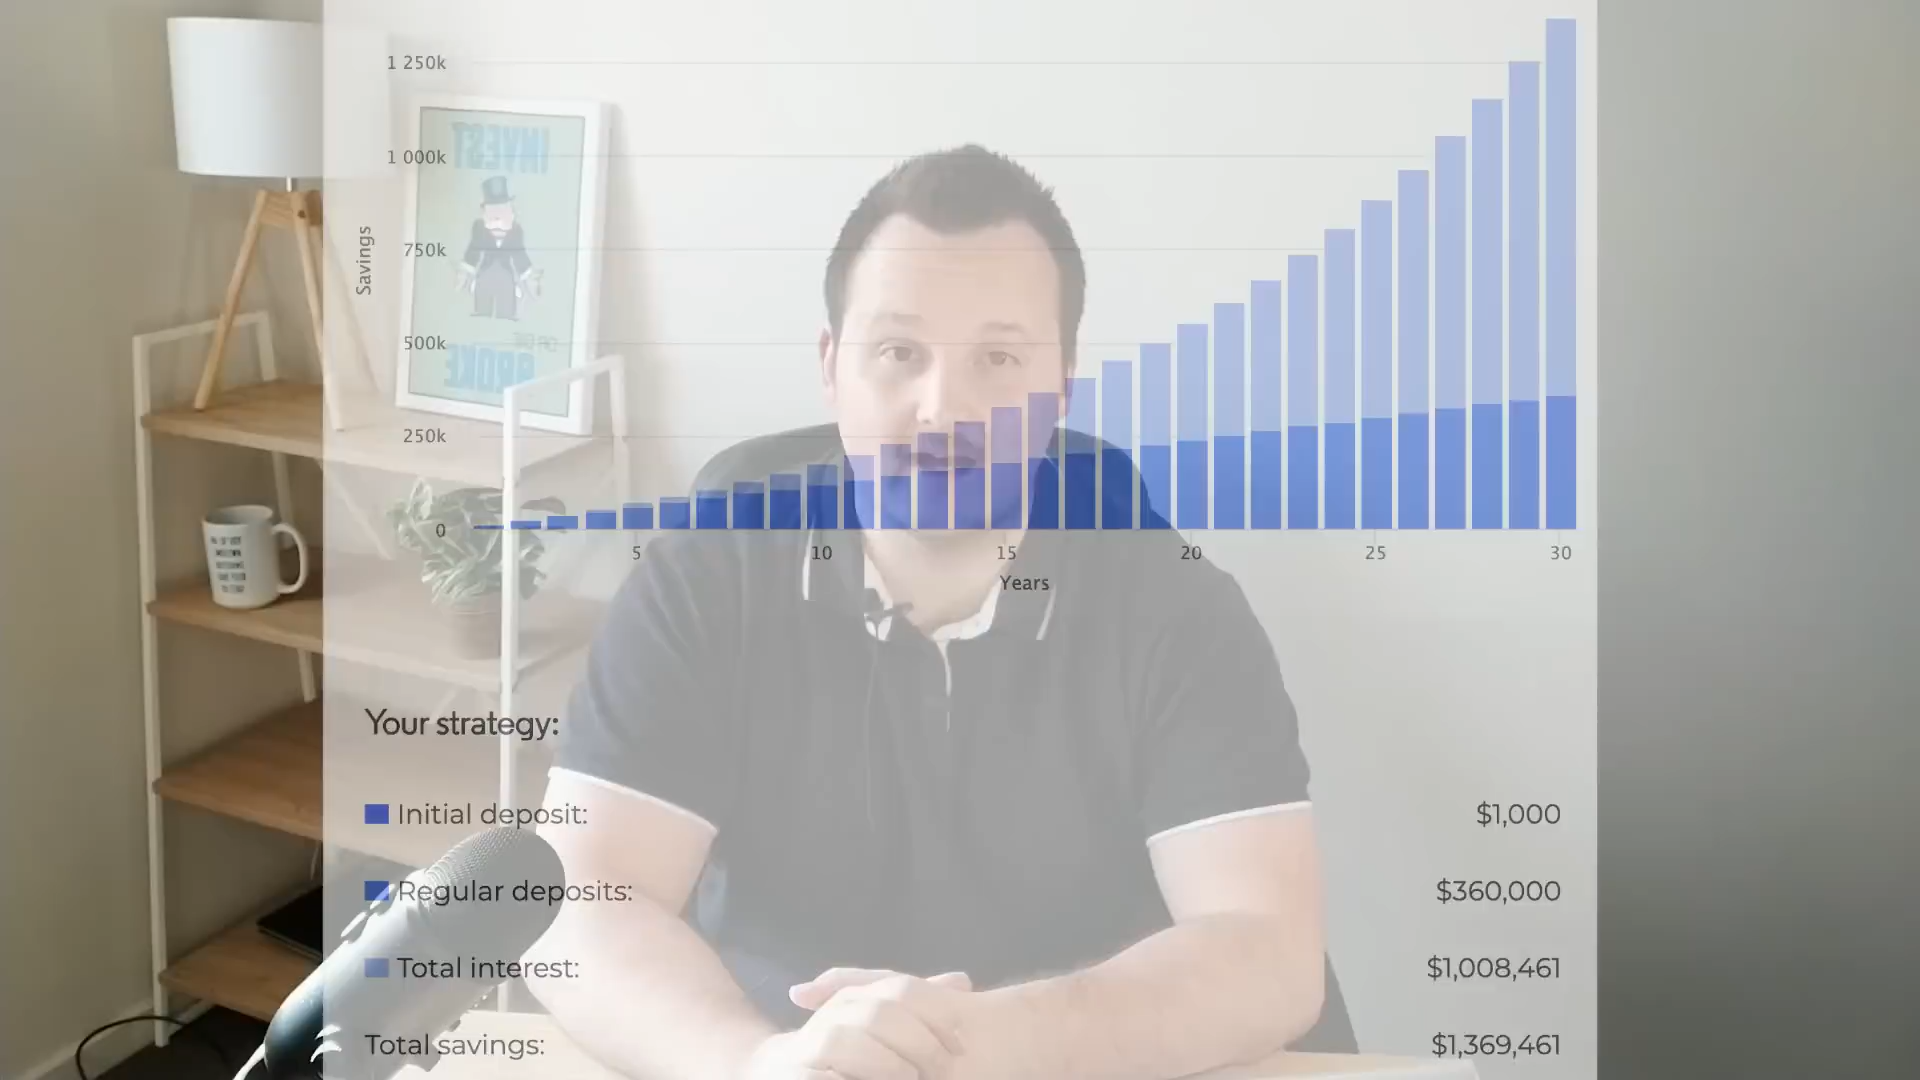 1 250k
1 000k
750k
500k
250k
0
Savings
5 10 15 20 25 30
Years
INVEST
OR DIE
BROKE
Your strategy:
Initial deposit: $1,000
Regular deposits: $360,000
Total interest: $1,008,461
Total savings: $1,369,461